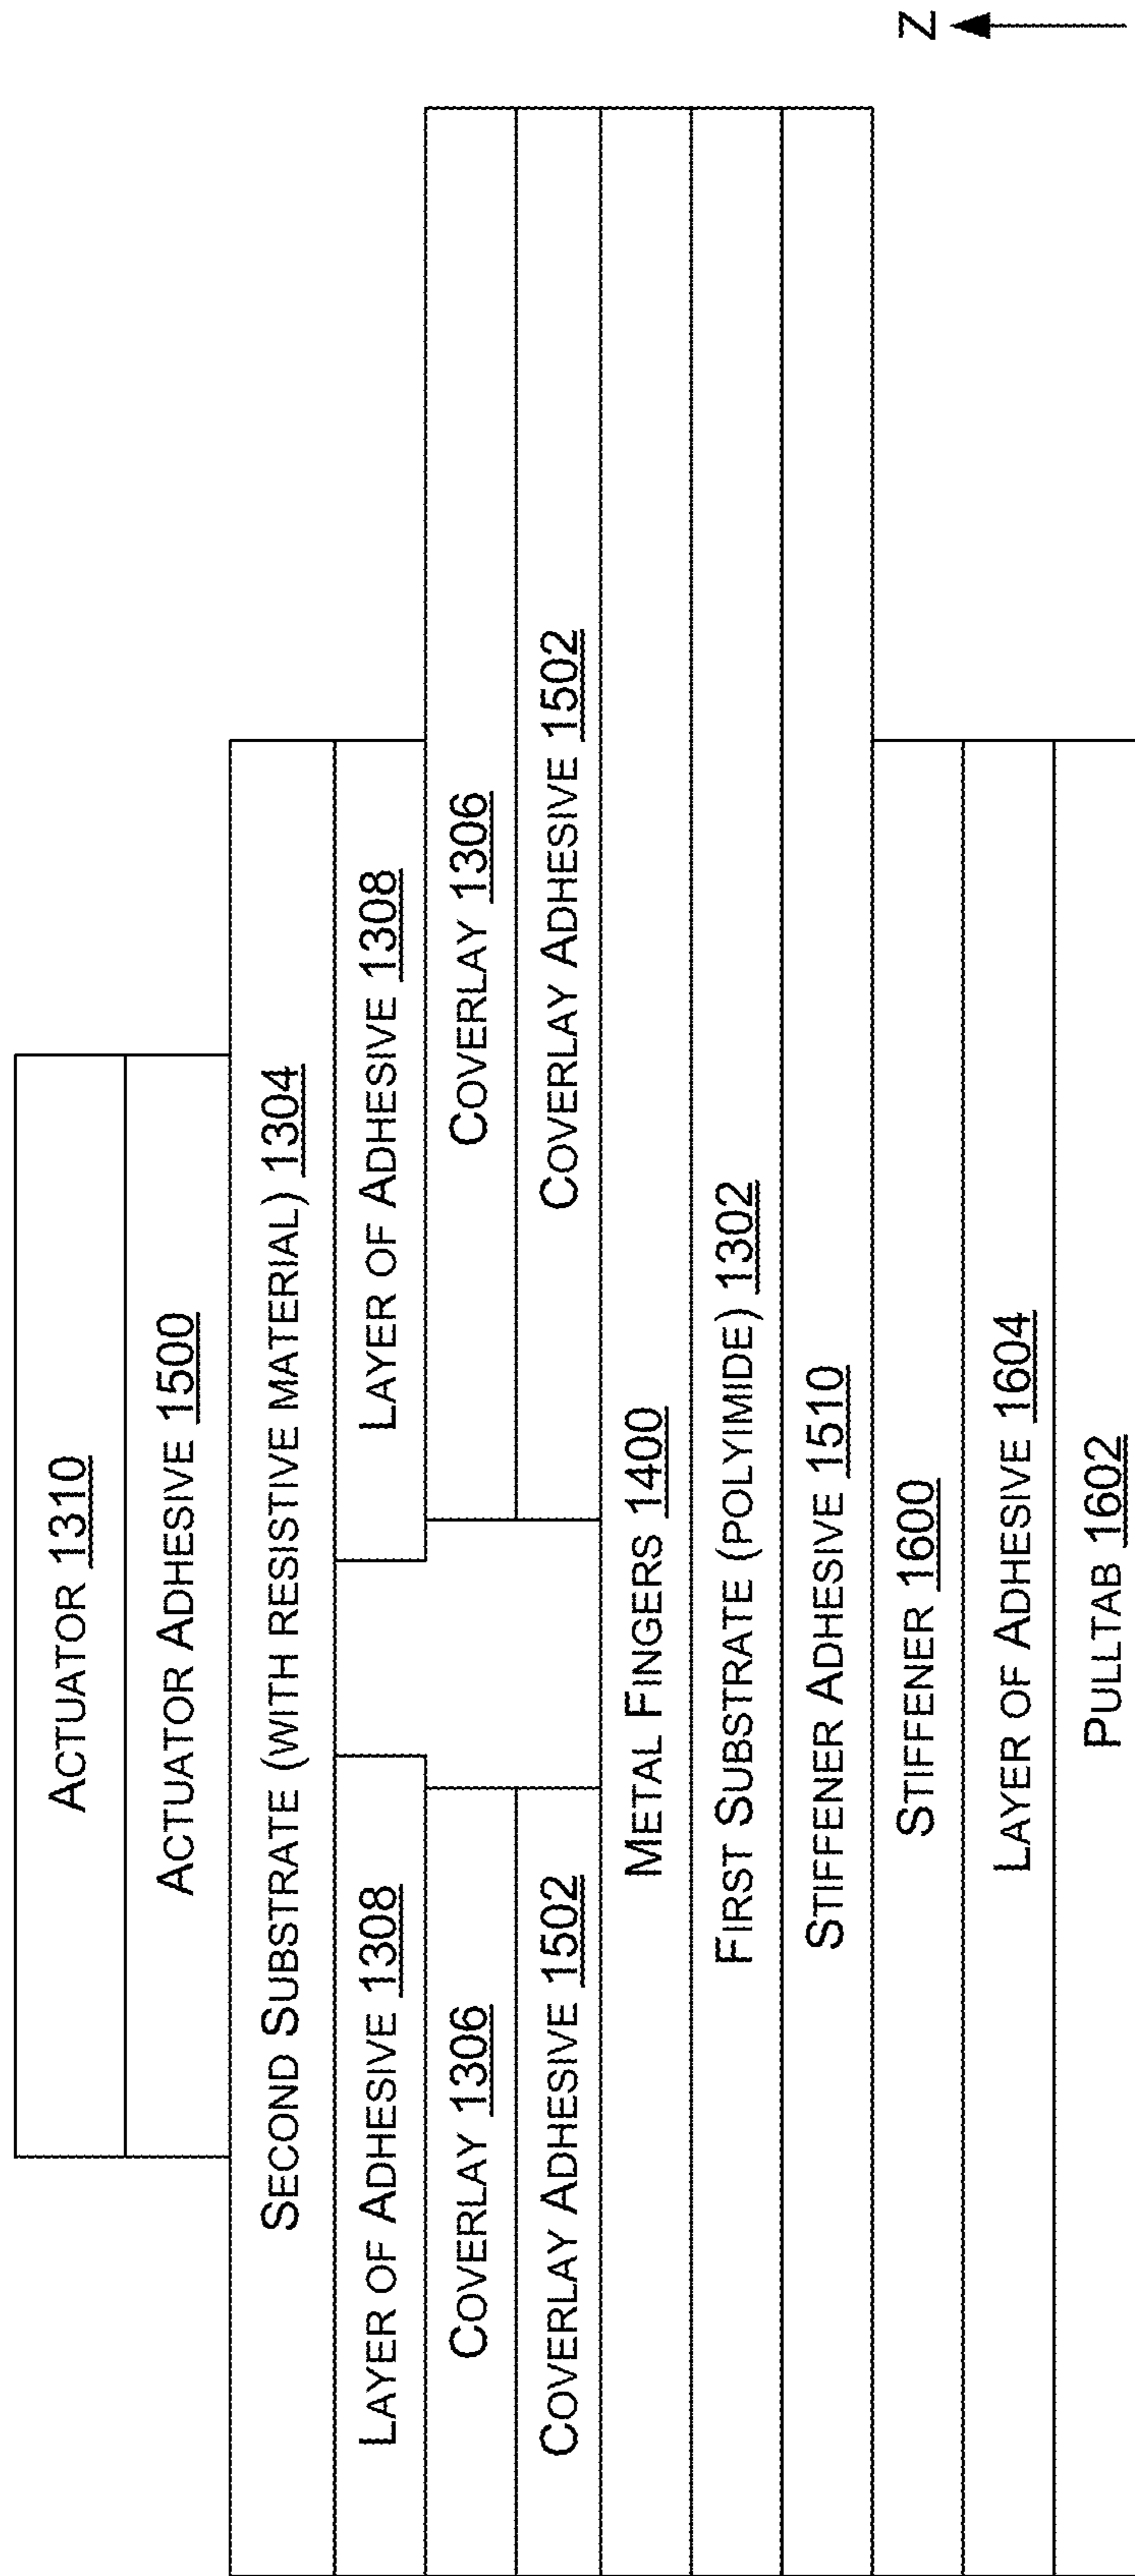 Z
ACTUATOR 1310
ACTUATOR ADHESIVE 1500
SECOND SUBSTRATE (WITH RESISTIVE MATERIAL) 1304
LAYER OF ADHESIVE 1308
LAYER OF ADHESIVE 1308
COVERLAY 1306
COVERLAY 1306
COVERLAY ADHESIVE 1502
COVERLAY ADHESIVE 1502
METAL FINGERS 1400
FIRST SUBSTRATE (POLYIMIDE) 1302
STIFFENER ADHESIVE 1510
STIFFENER 1600
LAYER OF ADHESIVE 1604
PULLTAB 1602